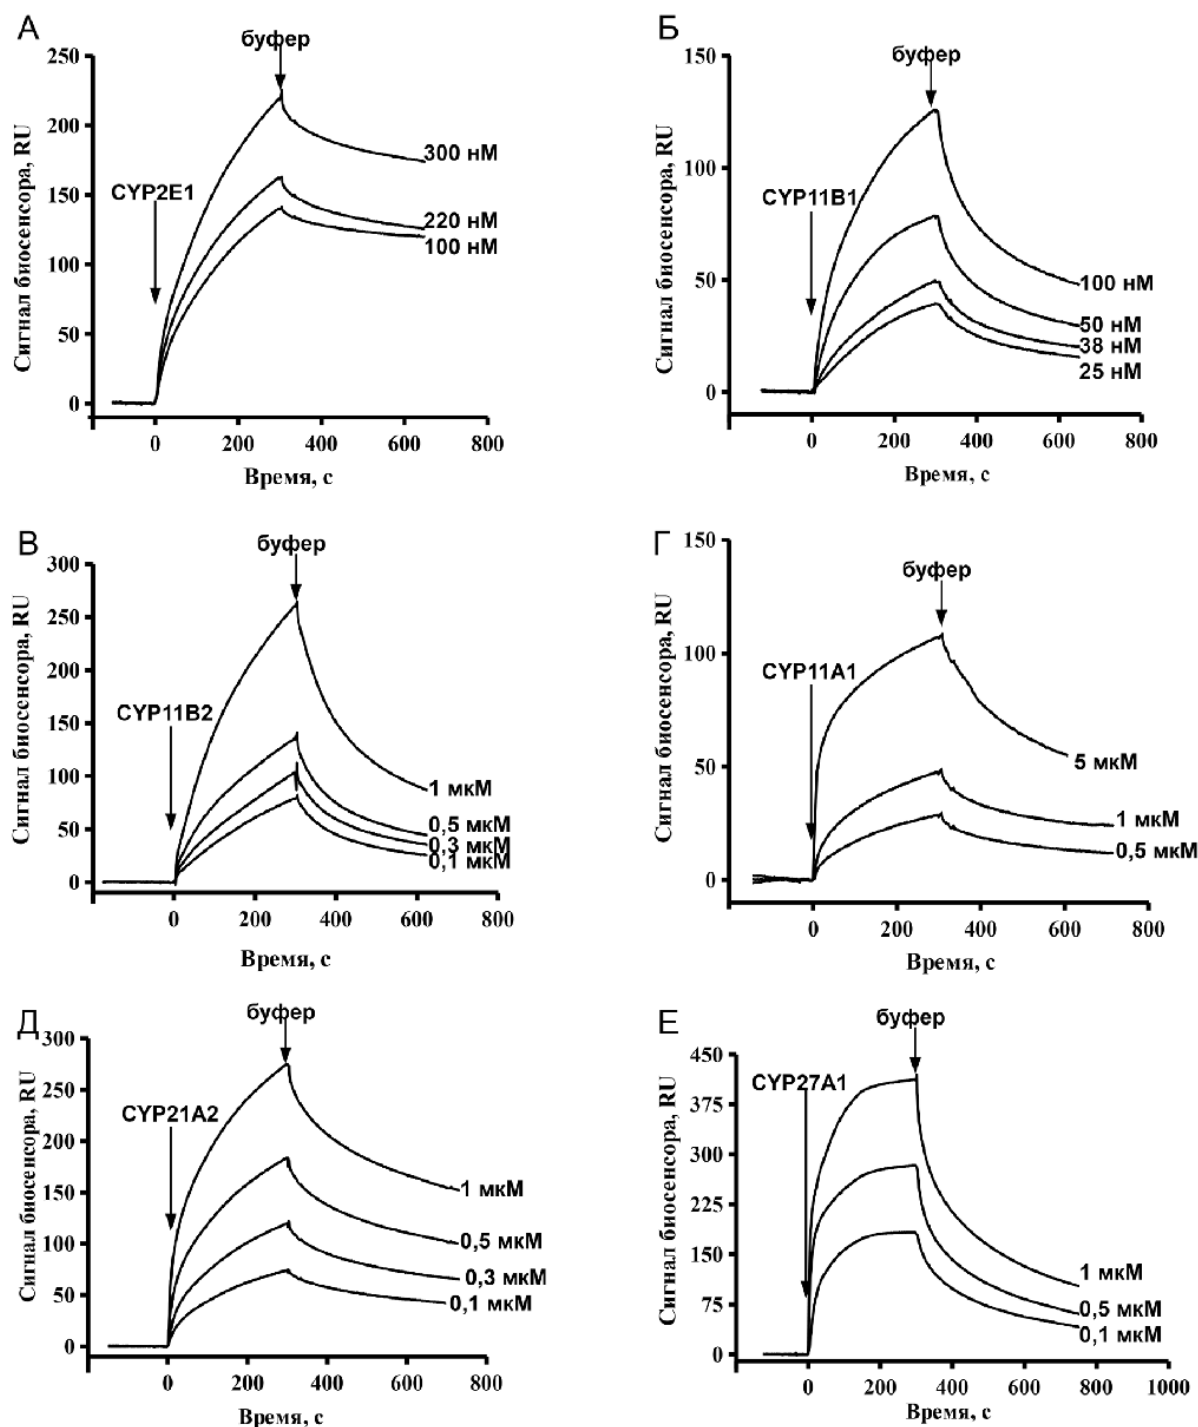 А
буфер
250
200
150
100
50
0
Сигнал биосенсора, RU
CYP2E1
300 нМ
220 нМ
100 нМ
0 200 400 600 800
Время, с
Б
буфер
150
100
50
0
Сигнал биосенсора, RU
CYP11B1
100 нМ
50 нМ
38 нМ
25 нМ
0 200 400 600 800
Время, с
В
буфер
300
250
200
150
100
50
0
Сигнал биосенсора, RU
CYP11B2
1 мкМ
0,5 мкМ
0,3 мкМ
0,1 мкМ
0 200 400 600 800
Время, с
Г
буфер
150
100
50
0
Сигнал биосенсора, RU
CYP11A1
5 мкМ
1 мкМ
0,5 мкМ
0 200 400 600 800
Время, с
Д
буфер
300
250
200
150
100
50
0
Сигнал биосенсора, RU
CYP21A2
1 мкМ
0,5 мкМ
0,3 мкМ
0,1 мкМ
0 200 400 600 800
Время, с
Е
буфер
450
375
300
225
150
75
0
Сигнал биосенсора, RU
CYP27A1
1 мкМ
0,5 мкМ
0,1 мкМ
0 200 400 600 800 1000
Время, с